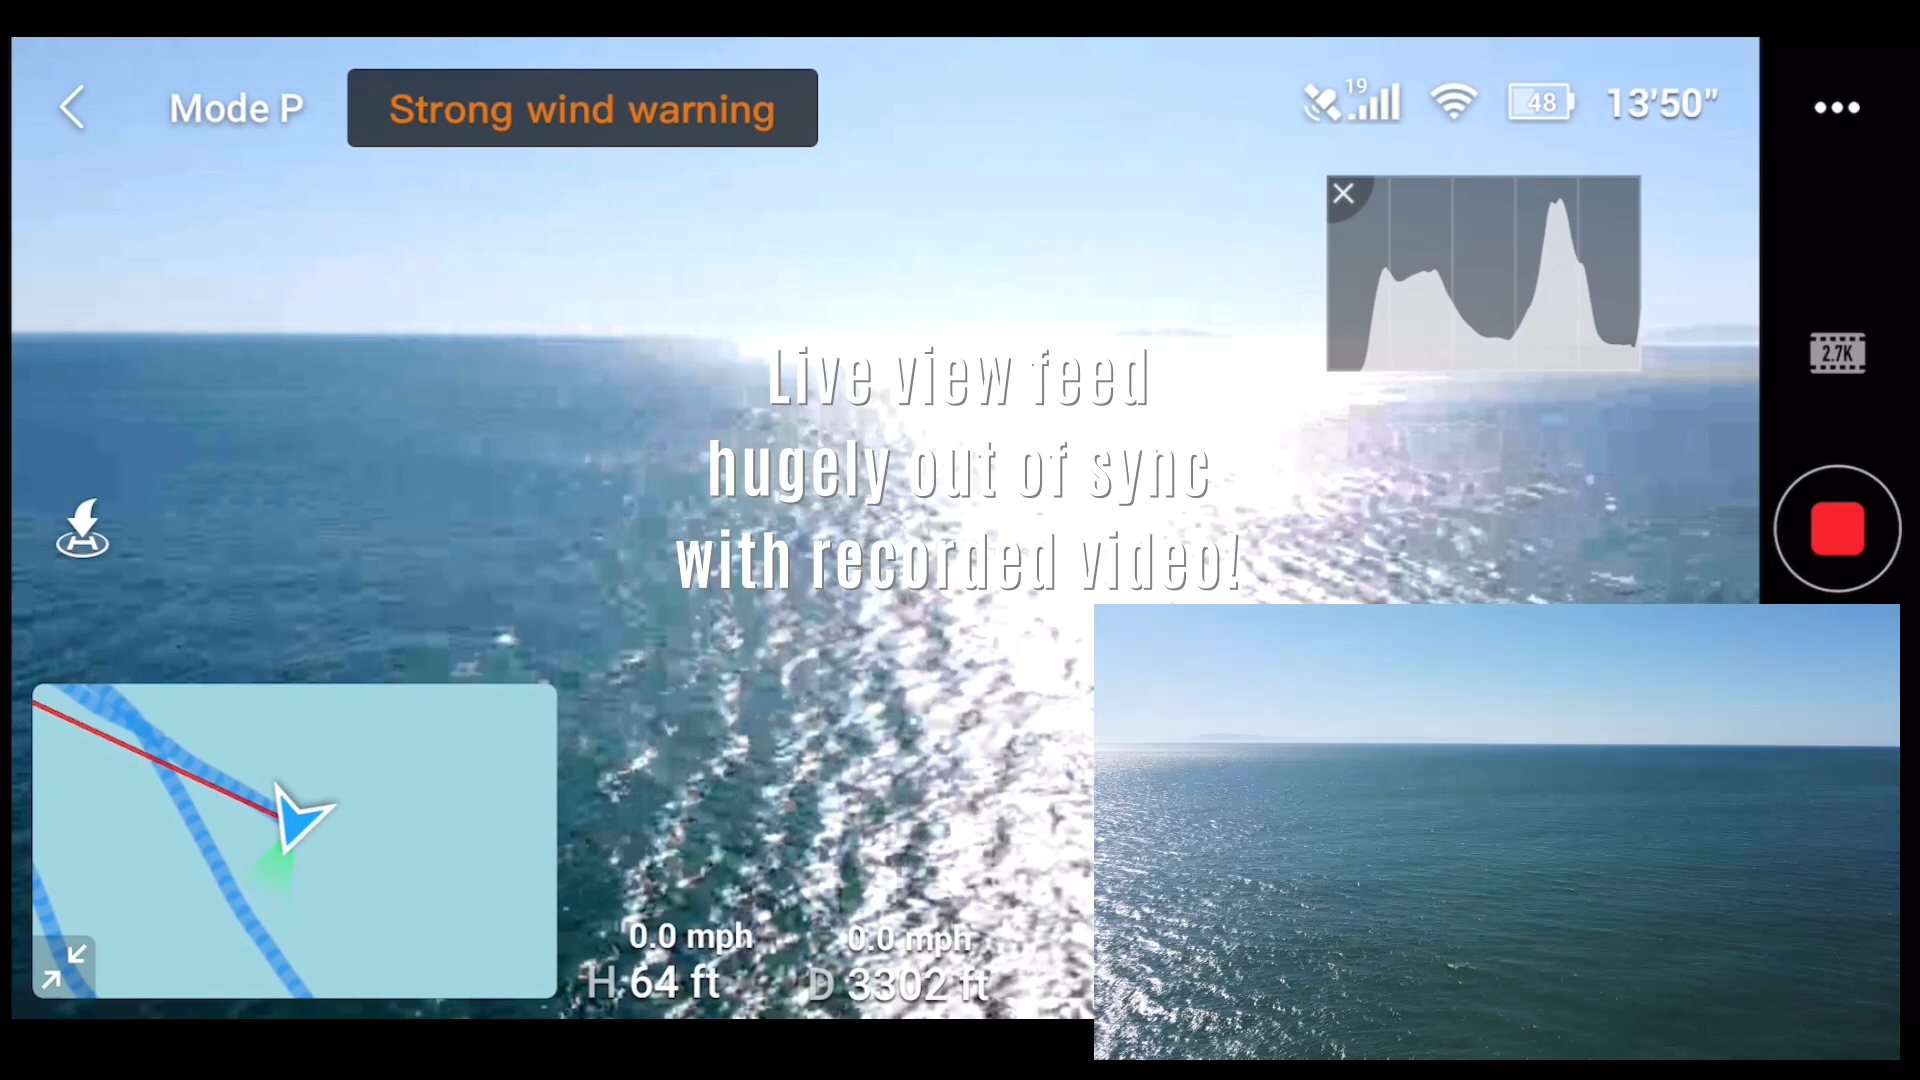 Mode P
Strong wind warning
19
48
13'50"
2.7K
Live view feed
hugely out of sync
with recorded video!
0.0 mph
0.0 mph
H 64 ft
D 3302 ft